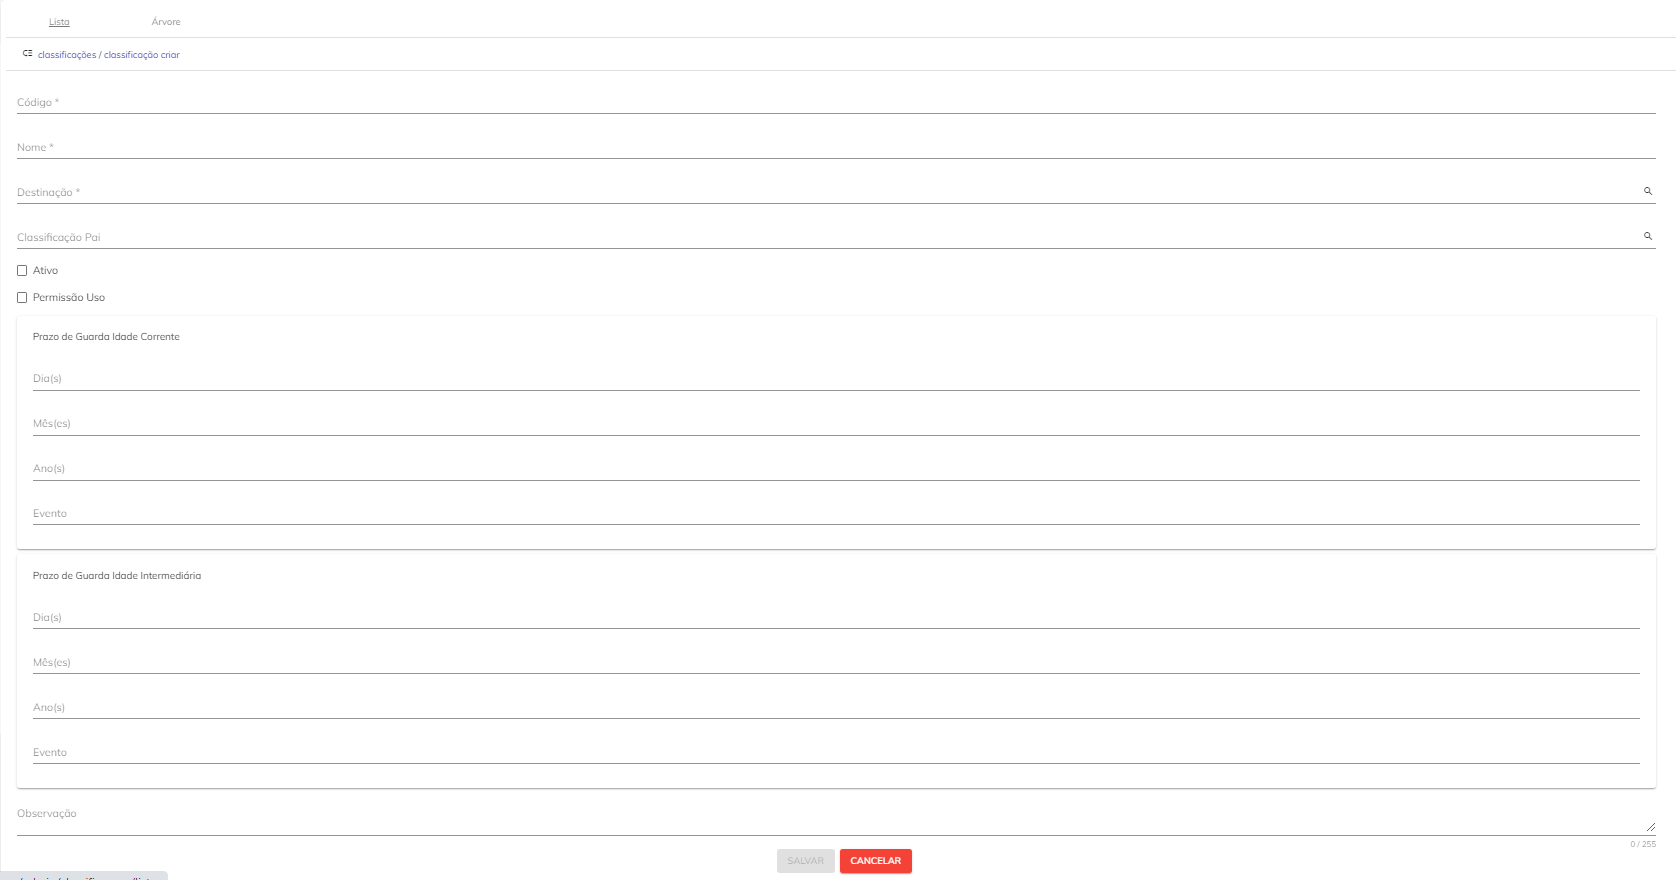 Lista Árvore
classificações / classificação criar
Código *
Nome *
Destinação *
Classificação Pai
Ativo
Permissão Uso
Prazo de Guarda Idade Corrente
Dia(s)
Mês(es)
Ano(s)
Evento
Prazo de Guarda Idade Intermediária
Dia(s)
Mês(es)
Ano(s)
Evento
Observação
0 / 255
SALVAR CANCELAR